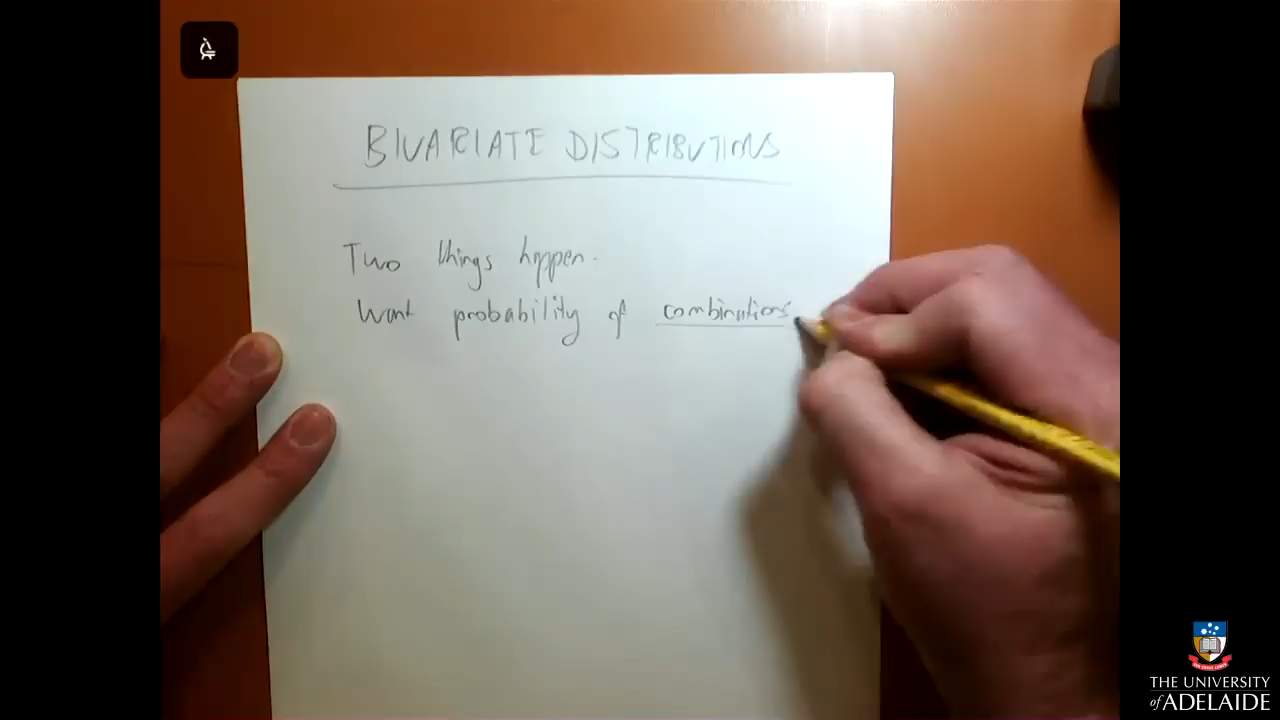 BIVARIATE DISTRIBUTIONS
Two things happen.
Want probability of combinations
THE UNIVERSITY
of ADELAIDE